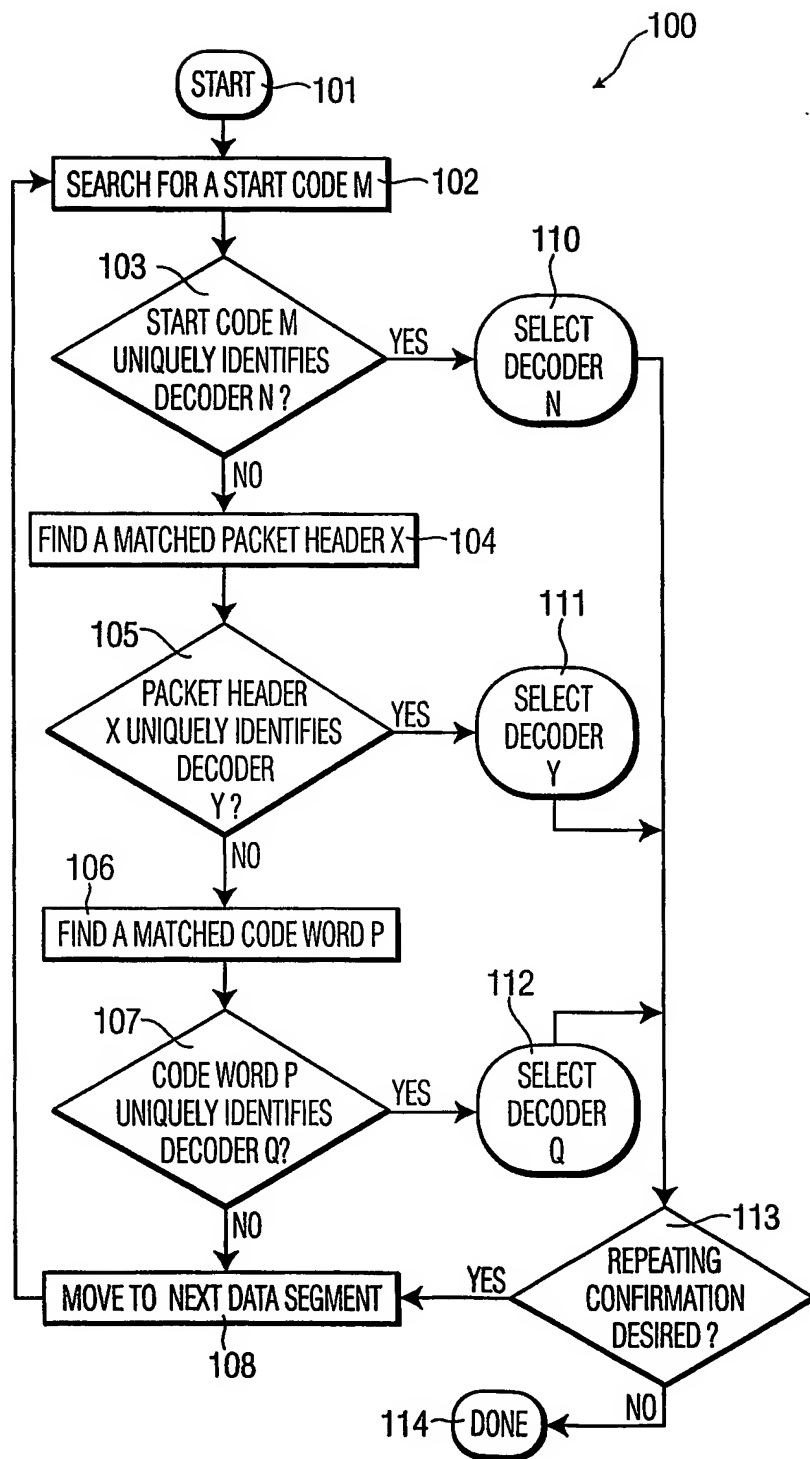 100
START
101
SEARCH FOR A START CODE M
102
103
START CODE M
UNIQUELY IDENTIFIES
DECODER N ?
YES
110
SELECT
DECODER
N
NO
FIND A MATCHED PACKET HEADER X
104
105
PACKET HEADER
X UNIQUELY IDENTIFIES
DECODER
Y ?
YES
111
SELECT
DECODER
Y
NO
106
FIND A MATCHED CODE WORD P
107
CODE WORD P
UNIQUELY IDENTIFIES
DECODER Q?
YES
112
SELECT
DECODER
Q
NO
MOVE TO NEXT DATA SEGMENT
108
113
REPEATING
CONFIRMATION
DESIRED ?
YES
NO
114
DONE